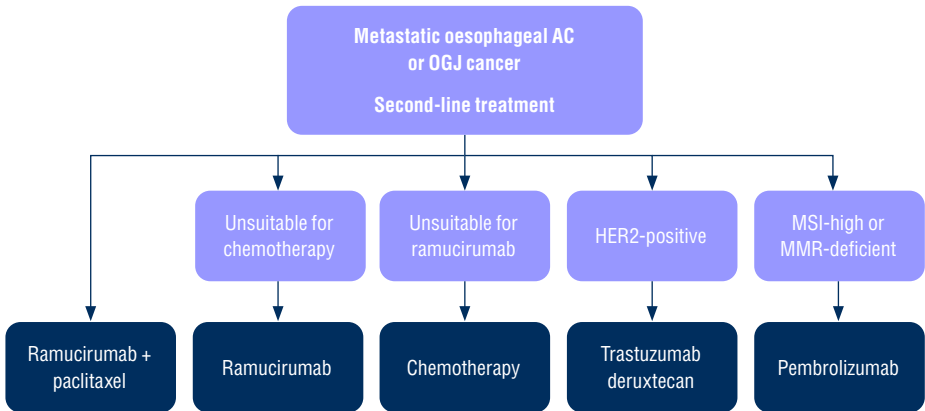 Metastatic oesophageal AC
or OGJ cancer
Second-line treatment
Unsuitable for
chemotherapy
Unsuitable for
ramucirumab
HER2-positive
MSI-high or
MMR-deficient
Ramucirumab +
paclitaxel
Ramucirumab
Chemotherapy
Trastuzumab
deruxtecan
Pembrolizumab